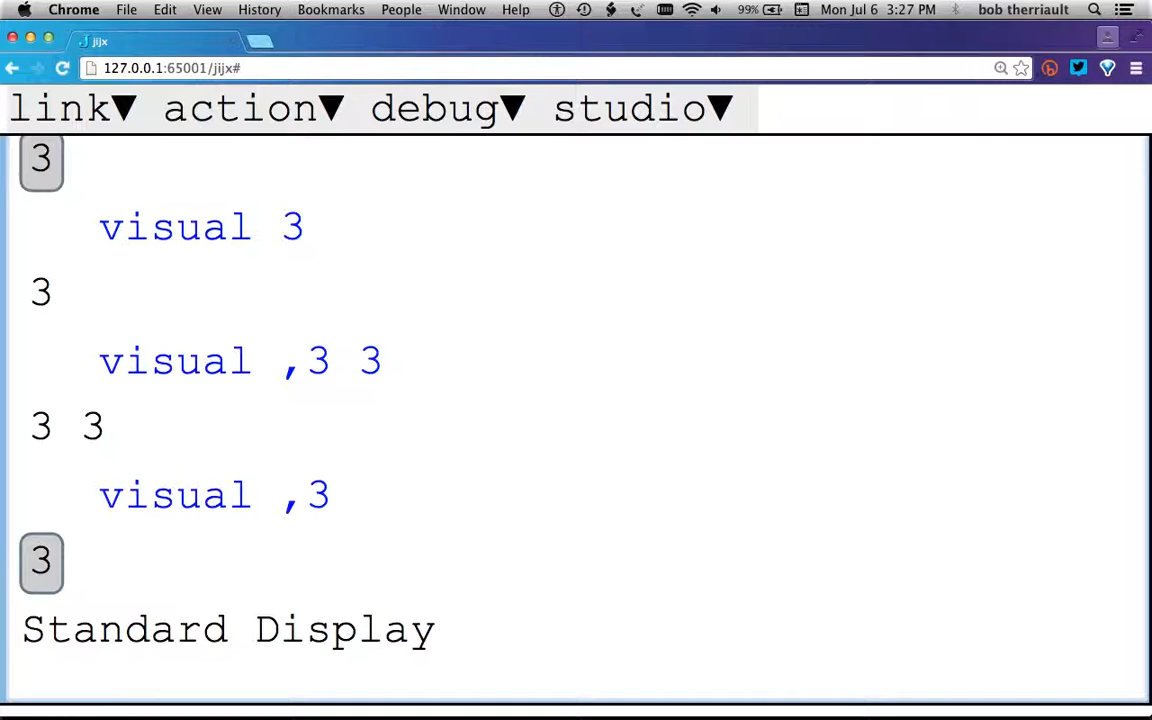 Chrome File Edit View History Bookmarks People Window Help 99% Mon Jul 6 3:27 PM bob therriault
jijx
127.0.0.1:65001/jijx#
link▼ action▼ debug▼ studio▼
3
visual 3
3
visual ,3 3
3 3
visual ,3
3
Standard Display